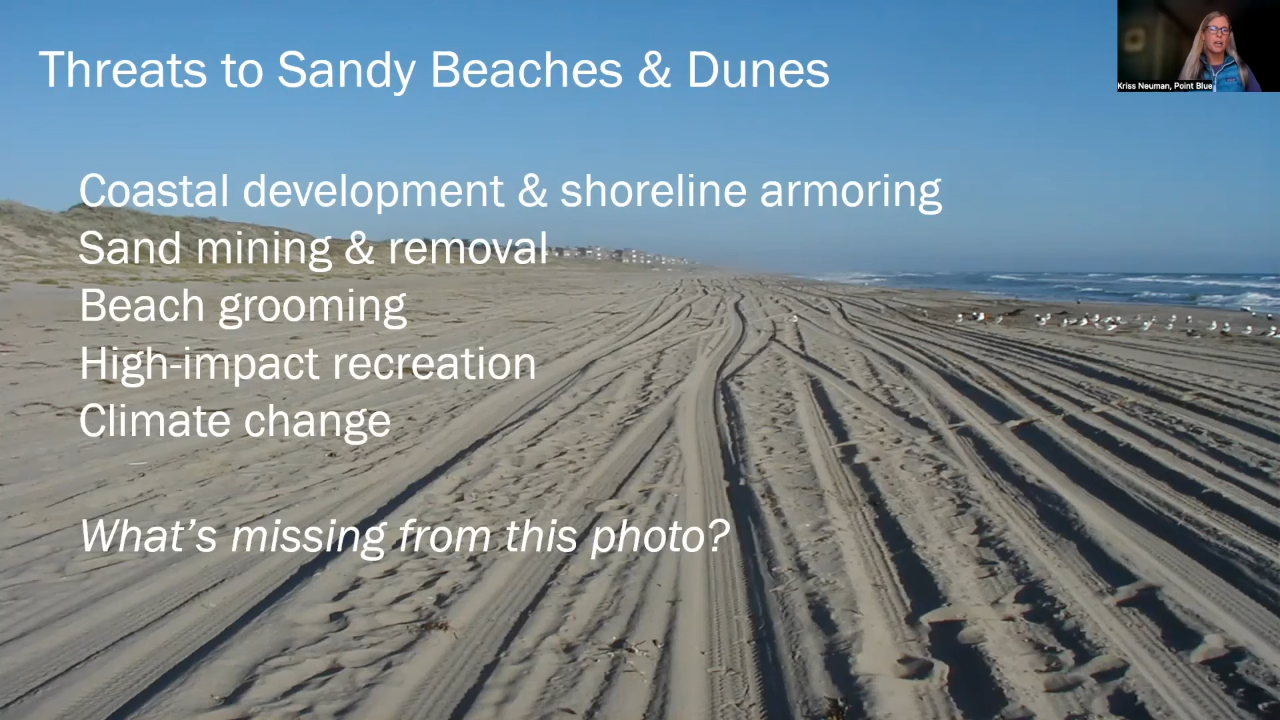 Threats to Sandy Beaches & Dunes
Kriss Neuman, Point Blue
Coastal development & shoreline armoring
Sand mining & removal
Beach grooming
High-impact recreation
Climate change
What's missing from this photo?